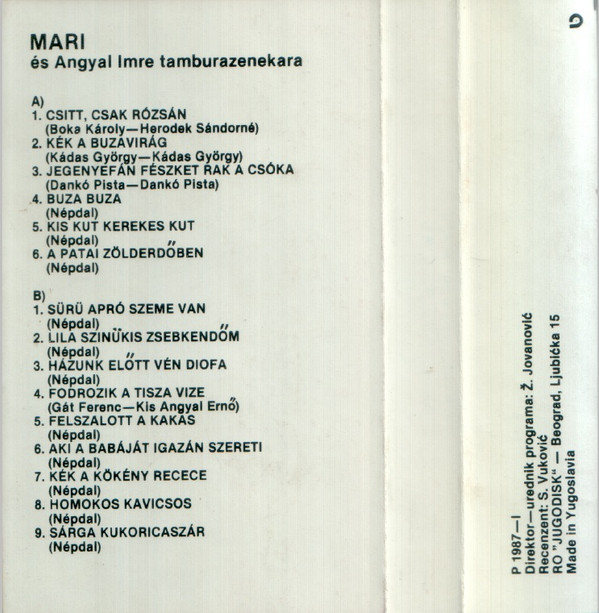 MARI
és Angyal Imre tamburazenekara
A)
1. CSITT, CSAK RÓZSÁN
(Boka Károly—Herodek Sándorné)
2. KÉK A BUZAVIRÁG
(Kádas György—Kádas György)
3. JEGENYEFÁN FÉSZKET RAK A CSÓKA
(Dankó Pista—Dankó Pista)
4. BUZA BUZA
(Népdal)
5. KIS KUT KEREKES KUT
(Népdal)
6. A PATAI ZÖLDERDŐBEN
(Népdal)
B)
1. SÜRÜ APRÓ SZEME VAN
(Népdal)
2. LILA SZINÜKIS ZSEBKENDŐM
(Népdal)
3. HÁZUNK ELŐTT VÉN DIOFA
(Népdal)
4. FODROZIK A TISZA VIZE
(Gát Ferenc—Kis Angyal Ernő)
5. FELSZALOTT A KAKAS
(Népdal)
6. AKI A BABÁJÁT IGAZÁN SZERETI
(Népdal)
7. KÉK A KÖKÉNY RECECE
(Népdal)
8. HOMOKOS KAVICSOS
(Népdal)
9. SÁRGA KUKORICASZÁR
(Népdal)
P 1987—I
Direktor—urednik programa: Ž. Jovanović
Recenzent: S. Vuković
RO "JUGODISK" — Beograd, Ljubička 15
Made in Yugoslavia